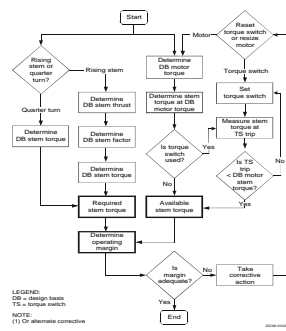 Start
Reset
torque switch
or resize
motor
Motor
Rising
stem or
quarter
turn?
Rising stem
Quarter turn
Determine
DB motor
torque
Torque switch
Determine
DB stem thrust
Determine stem
torque at DB
motor torque
Set
torque switch
Determine
DB stem torque
Determine
DB stem factor
Is torque
switch
used?
Yes
No
Measure stem
torque at
TS trip
Determine
DB stem torque
Is TS
trip
< DB motor
stem
torque?
No
Yes
Required
stem torque
Available
stem torque
Determine
operating
margin
Is
margin
adequate?
No
Yes
Take
corrective
action
End
LEGEND:
DB = design basis
TS = torque switch
NOTE:
(1) Or alternate corrective